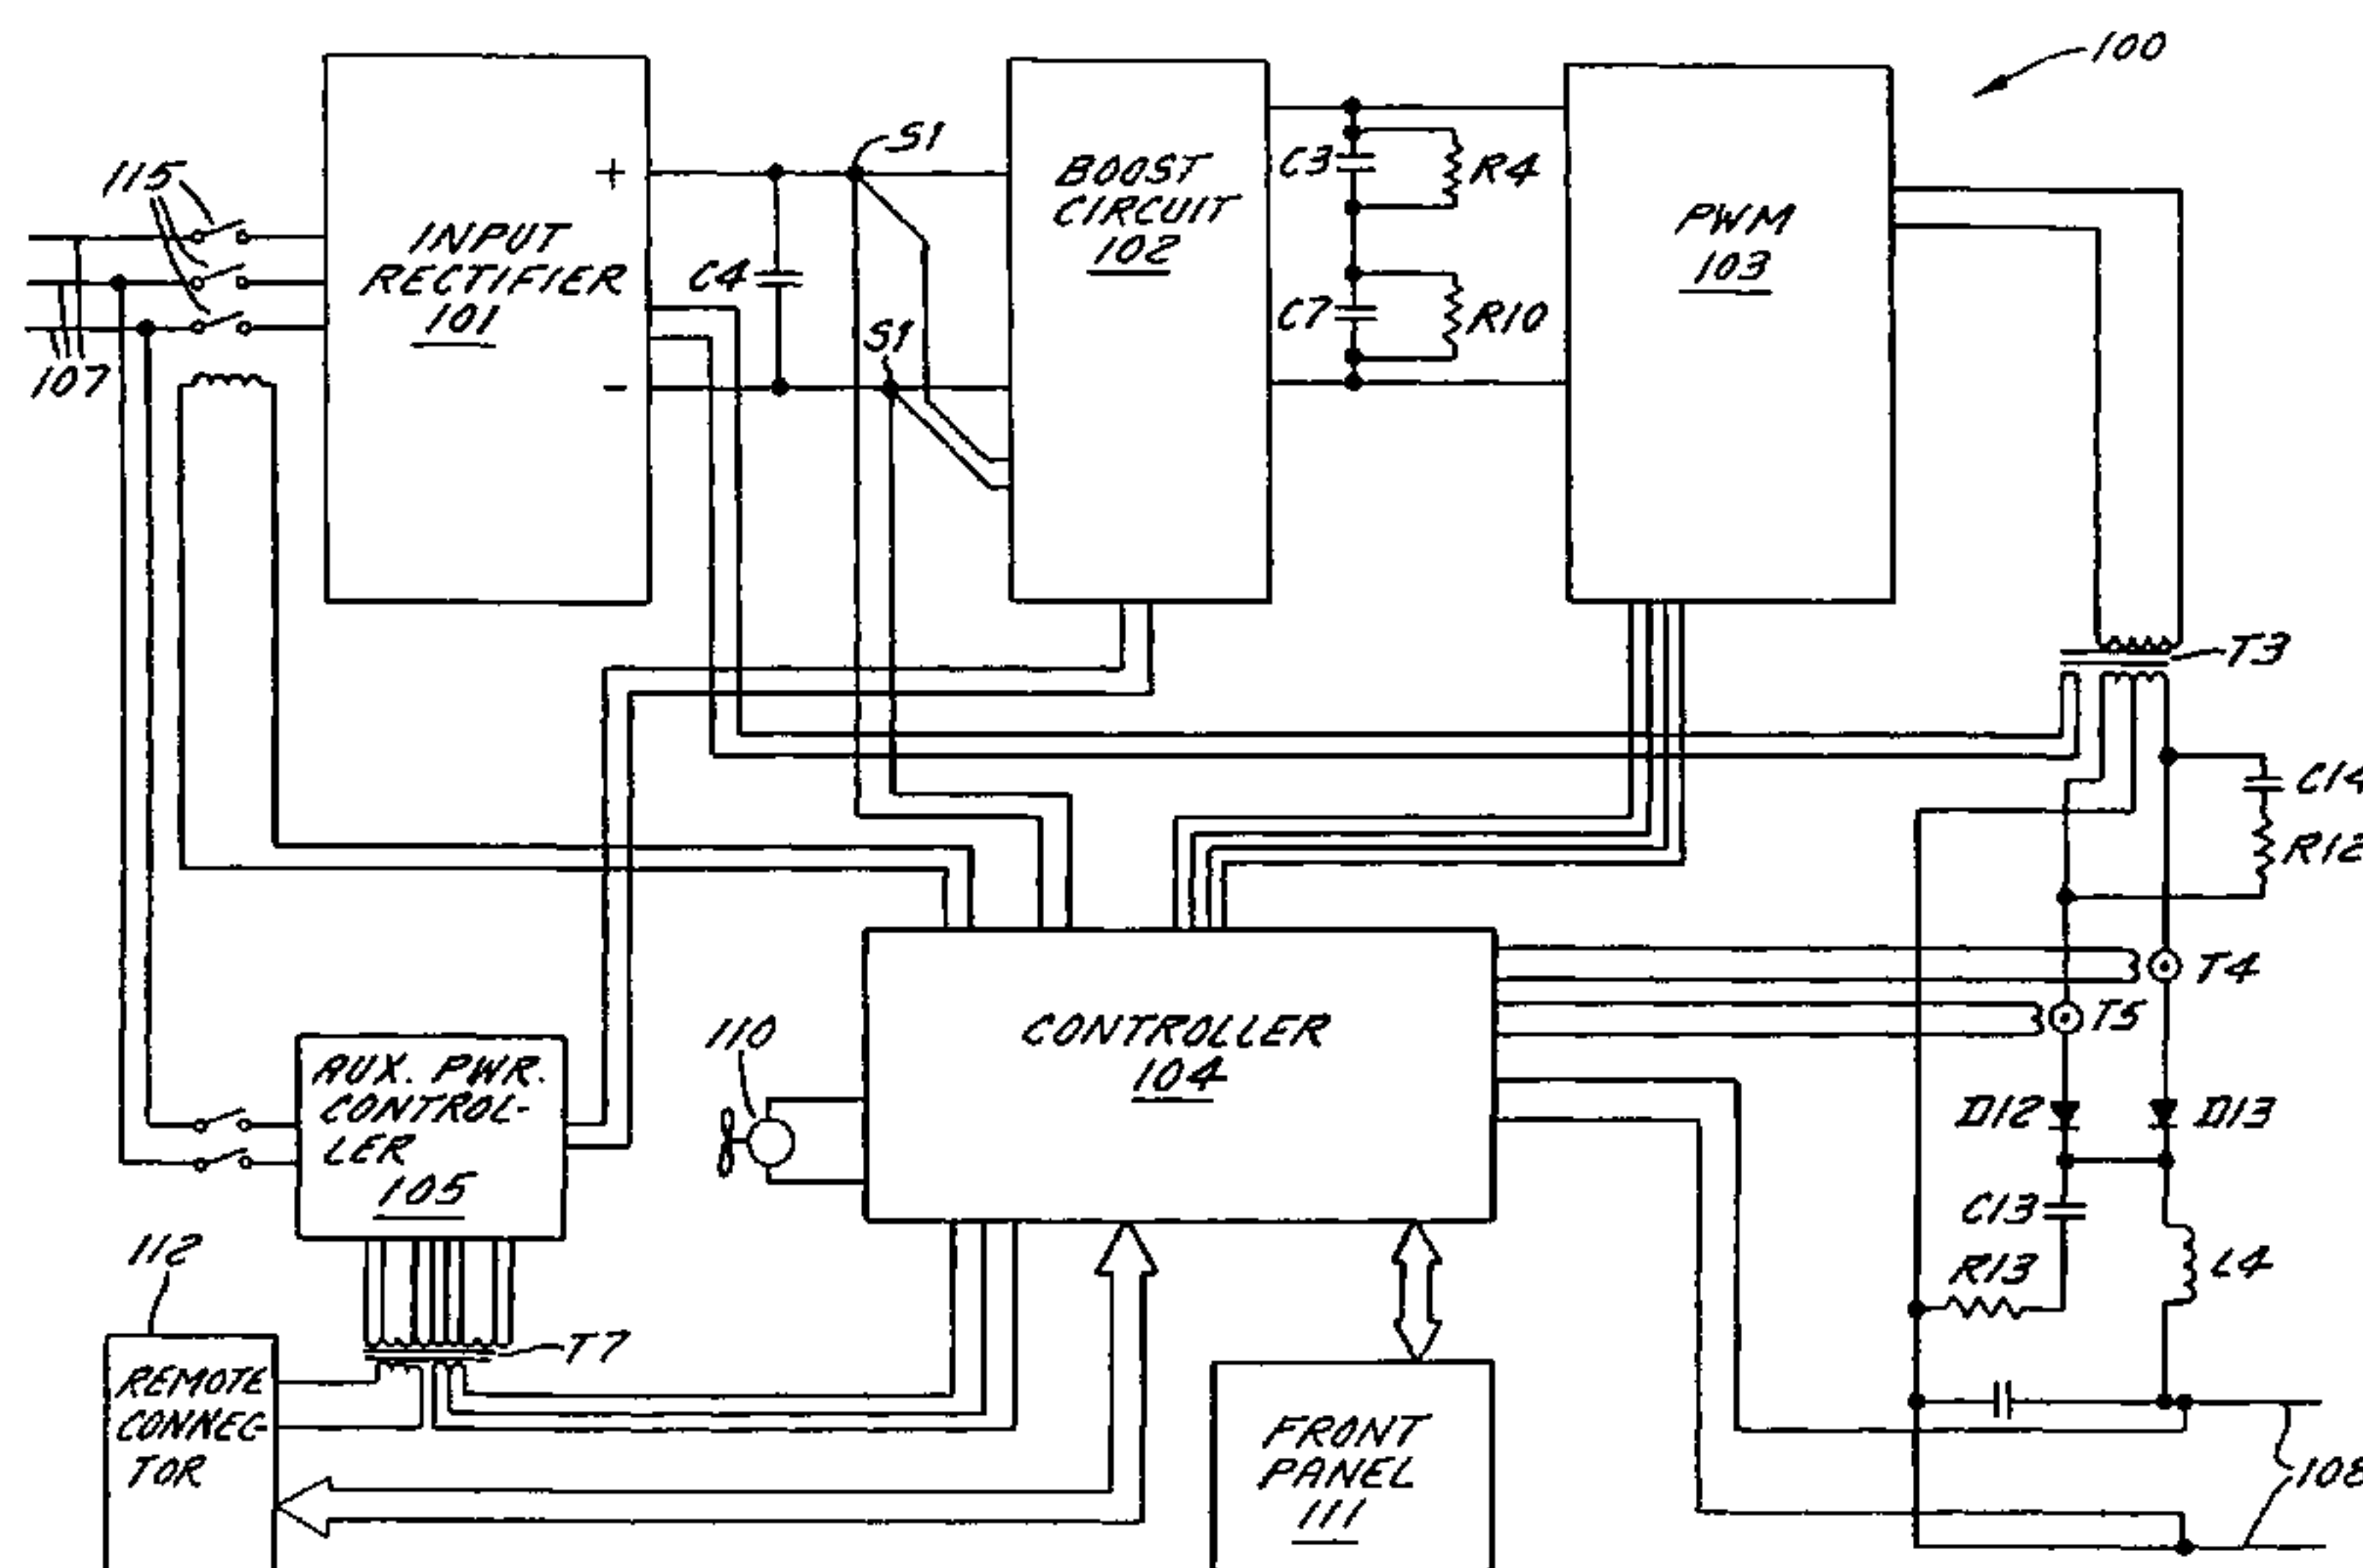 100
115
S1
INPUT
RECTIFIER
101
+
-
C4
S1
BOOST
CIRCUIT
102
C3
R4
C7
R10
PWM
103
107
T3
C14
R12
T4
T5
CONTROLLER
104
110
AUX. PWR.
CONTROL-
LER
105
D12
D13
C13
R13
L4
112
REMOTE
CONNEC-
TOR
T7
FRONT
PANEL
111
108